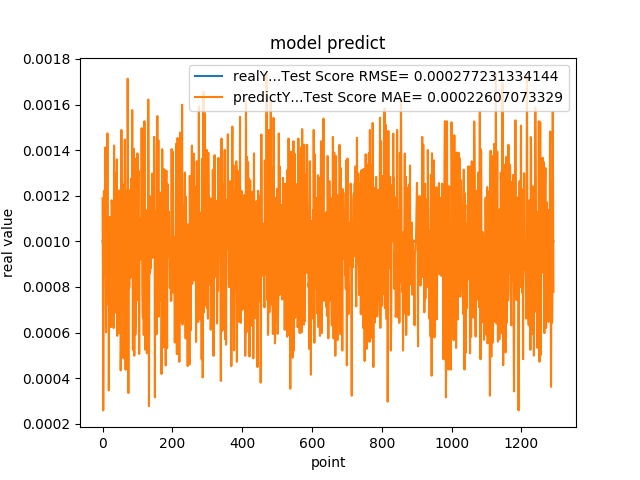 model predict
realY...Test Score RMSE= 0.000277231334144
predictY...Test Score MAE= 0.00022607073329
0.0018
0.0016
0.0014
0.0012
0.0010
0.0008
0.0006
0.0004
0.0002
real value
0 200 400 600 800 1000 1200
point